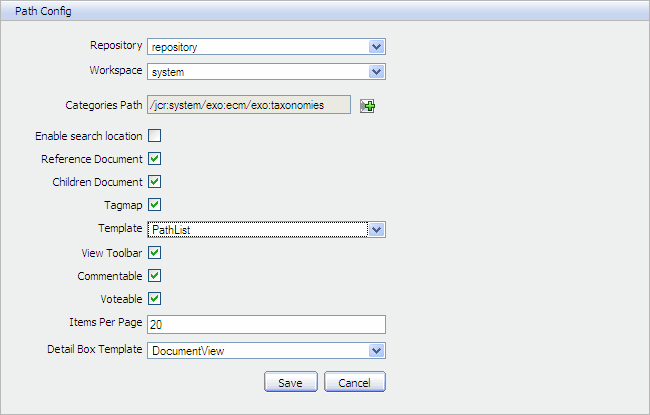 Path Config
Repository repository
Workspace system
Categories Path /jcr:system/exo:ecm/exo:taxonomies
Enable search location
Reference Document
Children Document
Tagmap
Template PathList
View Toolbar
Commentable
Voteable
Items Per Page 20
Detail Box Template DocumentView
Save Cancel